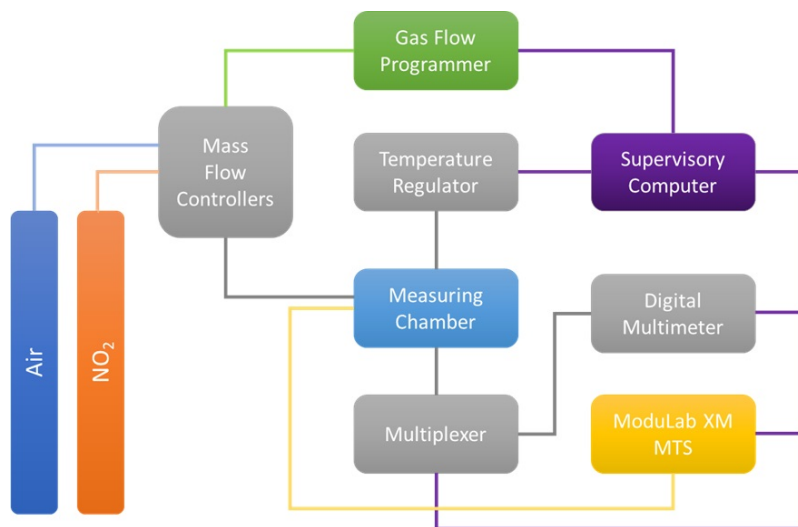 Gas Flow
Programmer
Mass
Flow
Controllers
Temperature
Regulator
Supervisory
Computer
Measuring
Chamber
Digital
Multimeter
Air
NO₂
Multiplexer
ModuLab XM
MTS